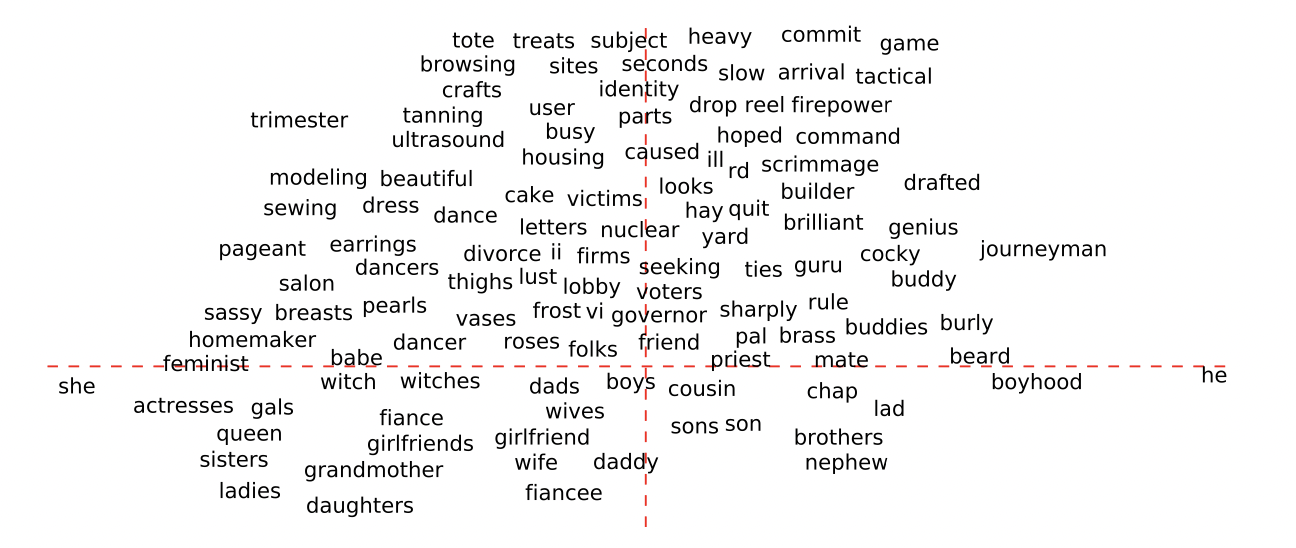 tote treats subject heavy commit game
browsing sites seconds slow arrival tactical
crafts identity
trimester tanning user parts drop reel firepower
ultrasound busy hoped command
housing caused ill rd scrimmage
modeling beautiful cake victims looks builder drafted
sewing dress dance hay quit brilliant
letters nuclear yard genius
pageant earrings divorce ii firms cocky journeyman
dancers thighs lust lobby seeking ties guru buddy
salon voters
sassy breasts pearls vases frost vi governor sharply rule
homemaker dancer roses folks friend pal brass buddies burly
feminist babe priest mate beard
she witch witches dads boys cousin chap boyhood he
actresses gals fiance wives lad
queen girlfriends girlfriend sons son brothers
sisters grandmother wife daddy nephew
ladies daughters fiancee